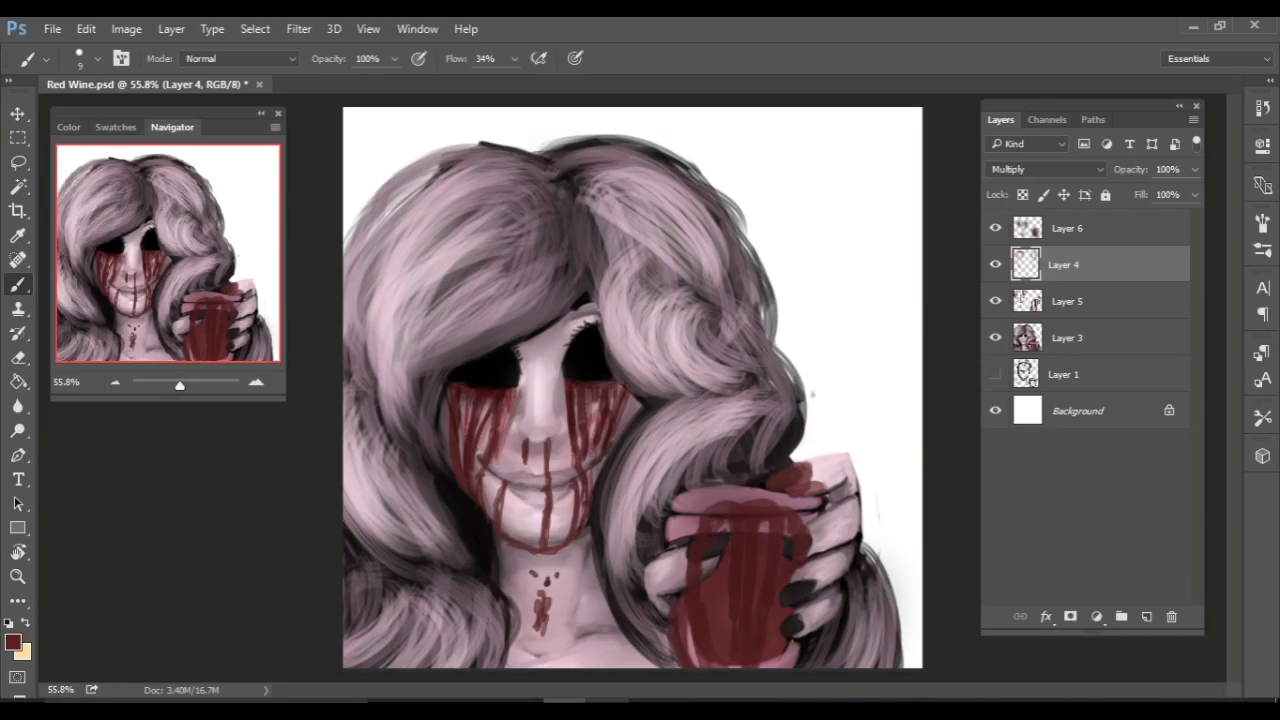 Ps File Edit Image Layer Type Select Filter 3D View Window Help
9 Mode: Normal Opacity: 100% Flow: 34% Essentials
Red Wine.psd @ 55.8% (Layer 4, RGB/8) *
Color Swatches Navigator
55.8%
Layers Channels Paths
Kind
Multiply Opacity: 100%
Lock: Fill: 100%
Layer 6
Layer 4
Layer 5
Layer 3
Layer 1
Background
fx
55.8% Doc: 3.40M/16.7M